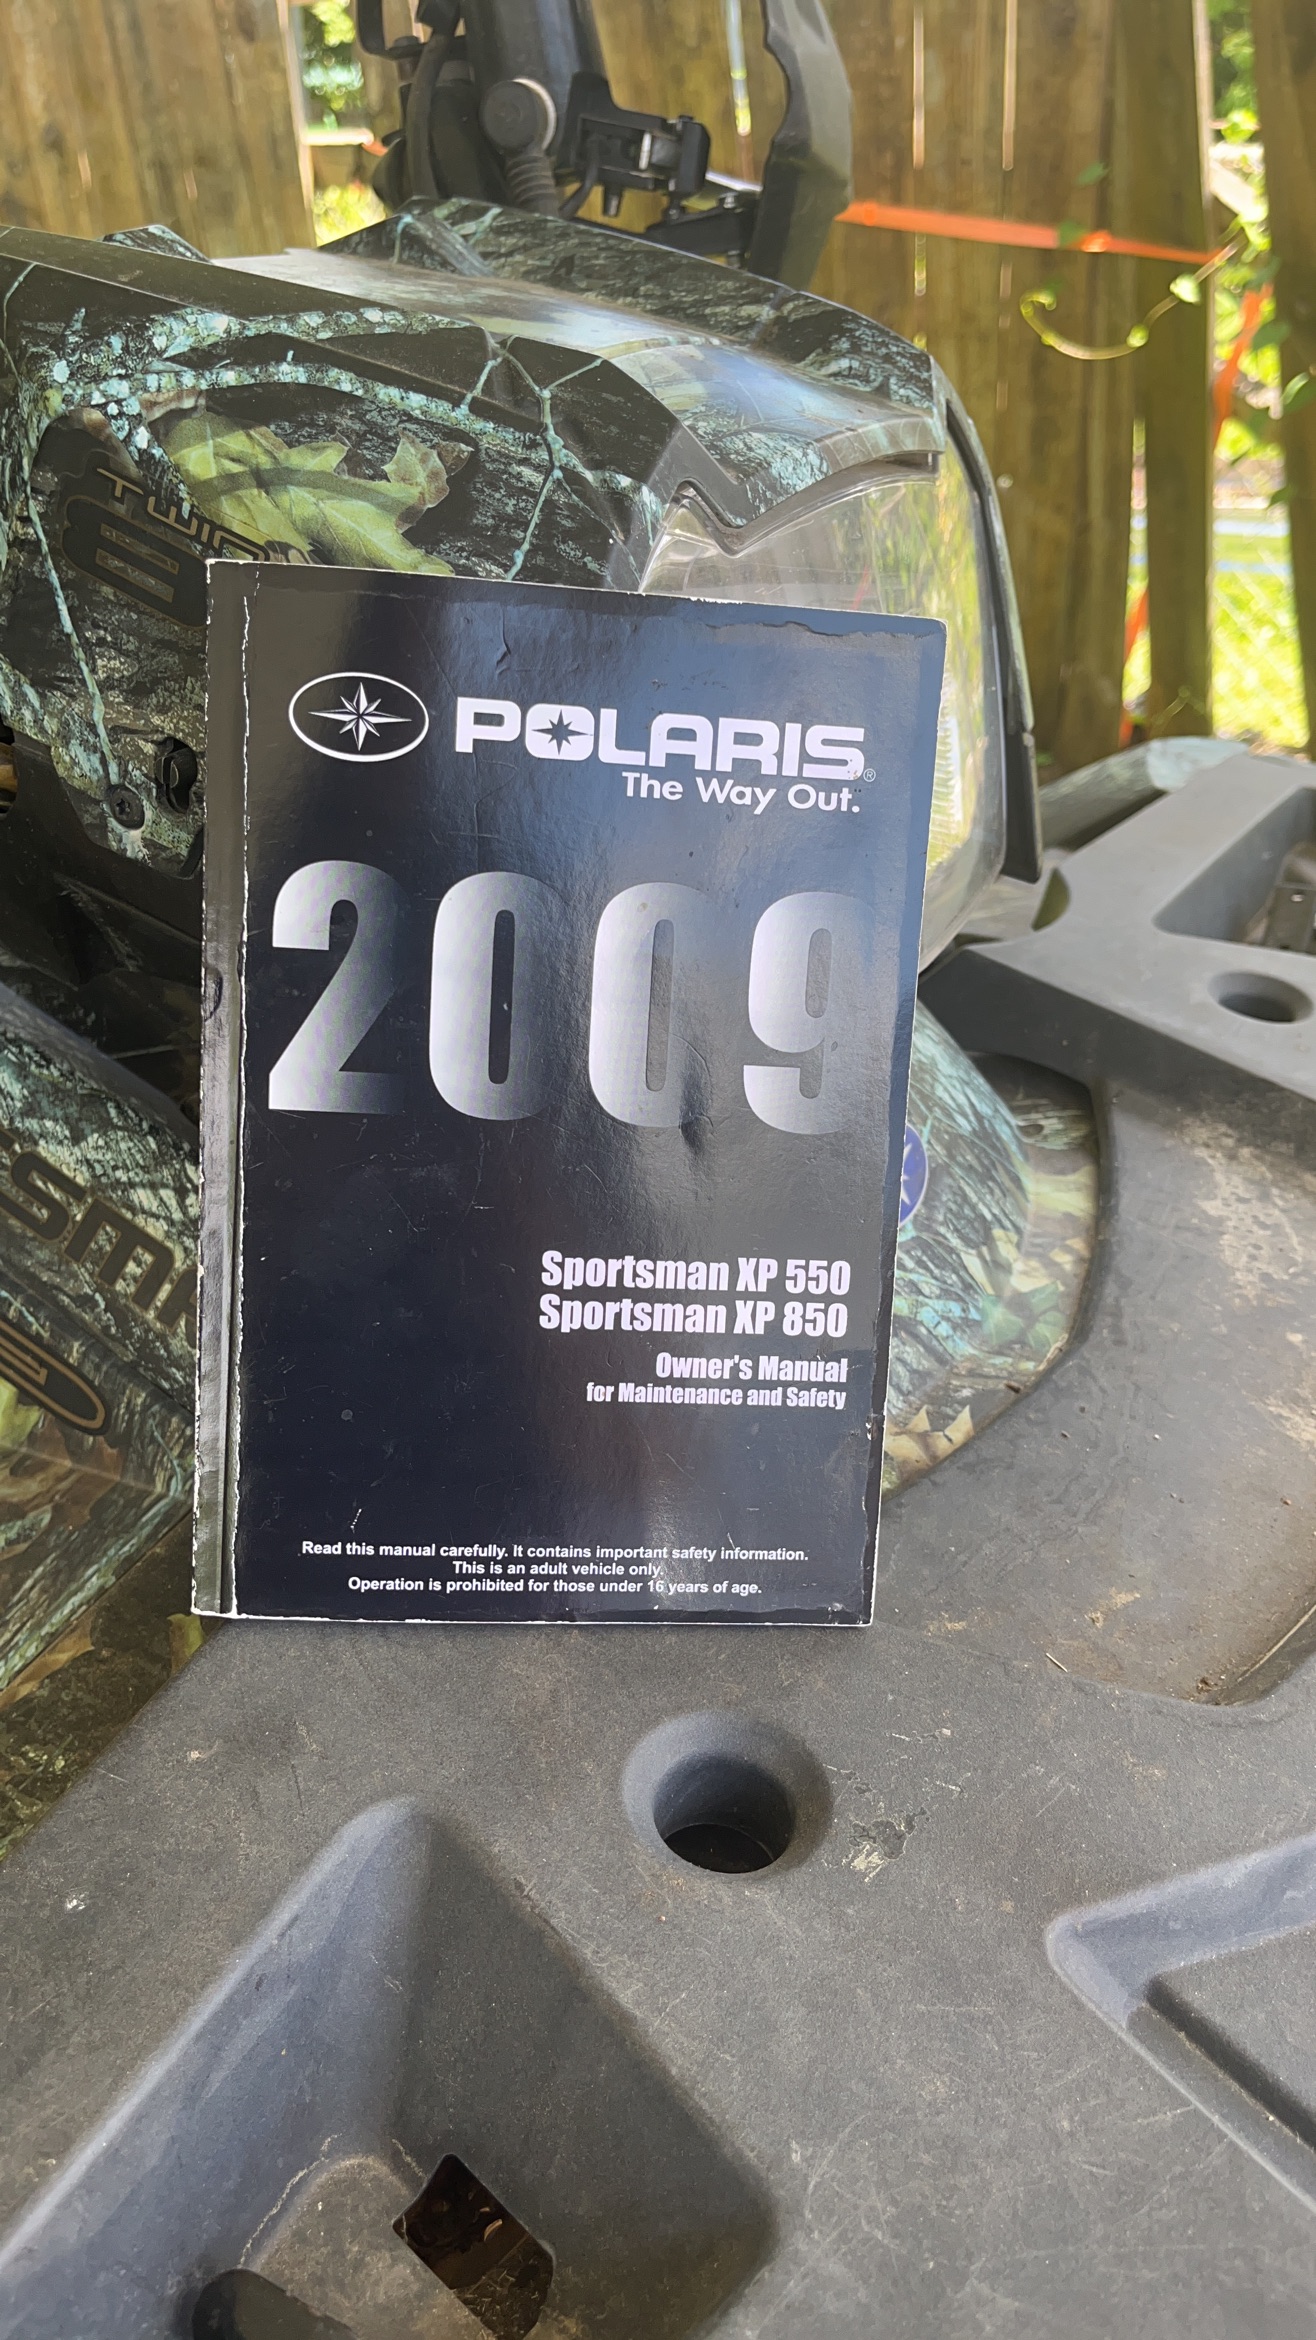 TWIN
POLARIS®
The Way Out.
2009
Sportsman XP 550
Sportsman XP 850
Owner's Manual
for Maintenance and Safety
Read this manual carefully. It contains important safety information.
This is an adult vehicle only.
Operation is prohibited for those under 16 years of age.